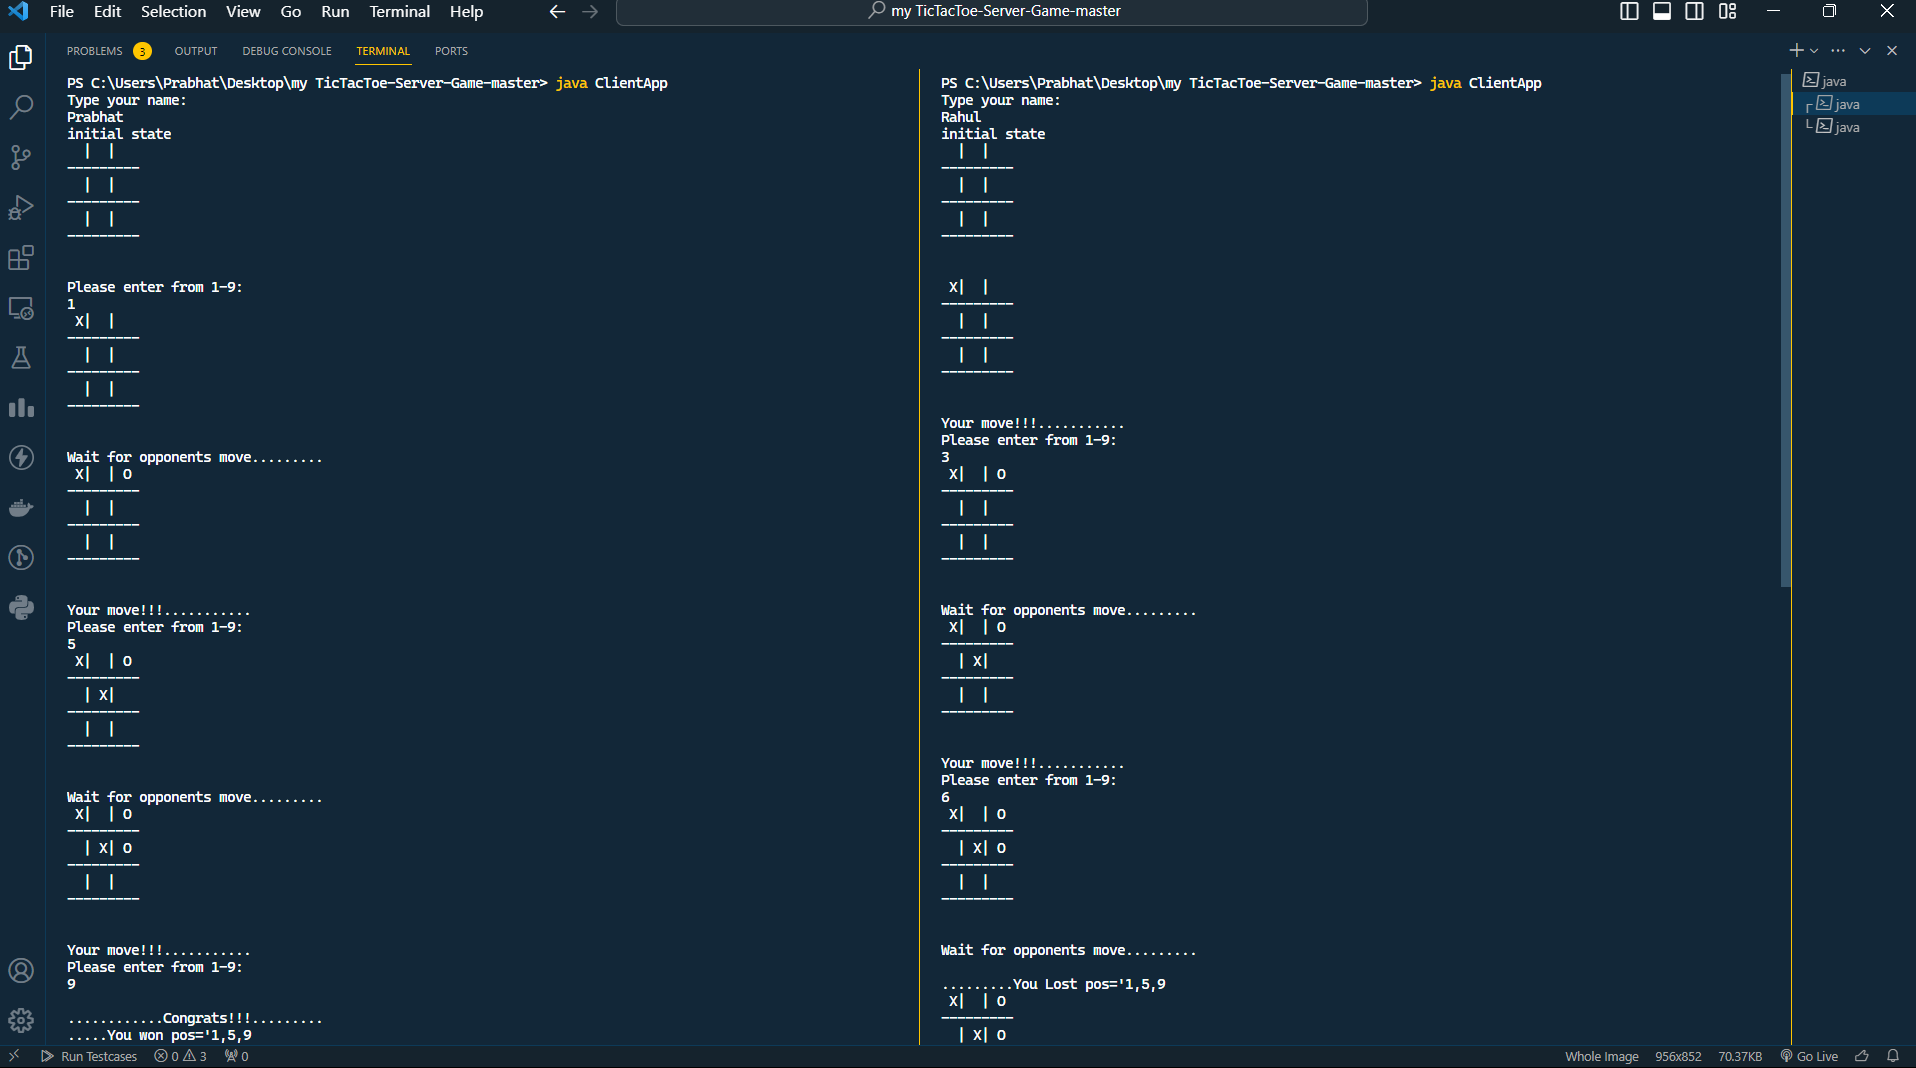 File Edit Selection View Go Run Terminal Help
my TicTacToe-Server-Game-master
PROBLEMS 3 OUTPUT DEBUG CONSOLE TERMINAL PORTS
PS C:\Users\Prabhat\Desktop\my TicTacToe-Server-Game-master> java ClientApp
Type your name:
Prabhat
initial state
  |  |
---------
  |  |
---------
  |  |
---------
Please enter from 1-9:
1
 X|  |
---------
  |  |
---------
  |  |
---------
Wait for opponents move.........
 X|  | O
---------
  |  |
---------
  |  |
---------
Your move!!!...........
Please enter from 1-9:
5
 X|  | O
---------
  | X|
---------
  |  |
---------
Wait for opponents move.........
 X|  | O
---------
  | X| O
---------
  |  |
---------
Your move!!!...........
Please enter from 1-9:
9
............Congrats!!!.........
.....You won pos='1,5,9
PS C:\Users\Prabhat\Desktop\my TicTacToe-Server-Game-master> java ClientApp
Type your name:
Rahul
initial state
  |  |
---------
  |  |
---------
  |  |
---------
 X|  |
---------
  |  |
---------
  |  |
---------
Your move!!!...........
Please enter from 1-9:
3
 X|  | O
---------
  |  |
---------
  |  |
---------
Wait for opponents move.........
 X|  | O
---------
  | X|
---------
  |  |
---------
Your move!!!...........
Please enter from 1-9:
6
 X|  | O
---------
  | X| O
---------
  |  |
---------
Wait for opponents move.........
.........You Lost pos='1,5,9
 X|  | O
---------
  | X| O
java
java
java
Run Testcases 0 3 0
Whole Image 956x852 70.37KB Go Live